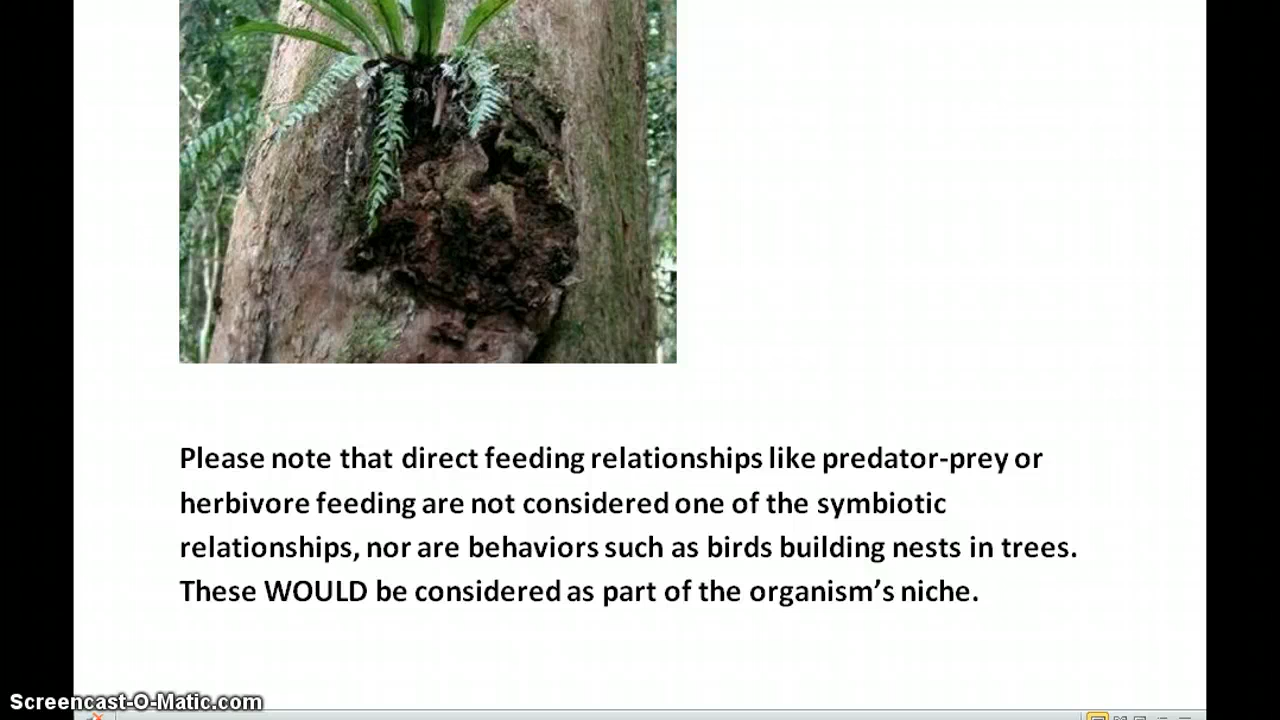 Please note that direct feeding relationships like predator-prey or
herbivore feeding are not considered one of the symbiotic
relationships, nor are behaviors such as birds building nests in trees.
These WOULD be considered as part of the organism’s niche.
Screencast-O-Matic.com